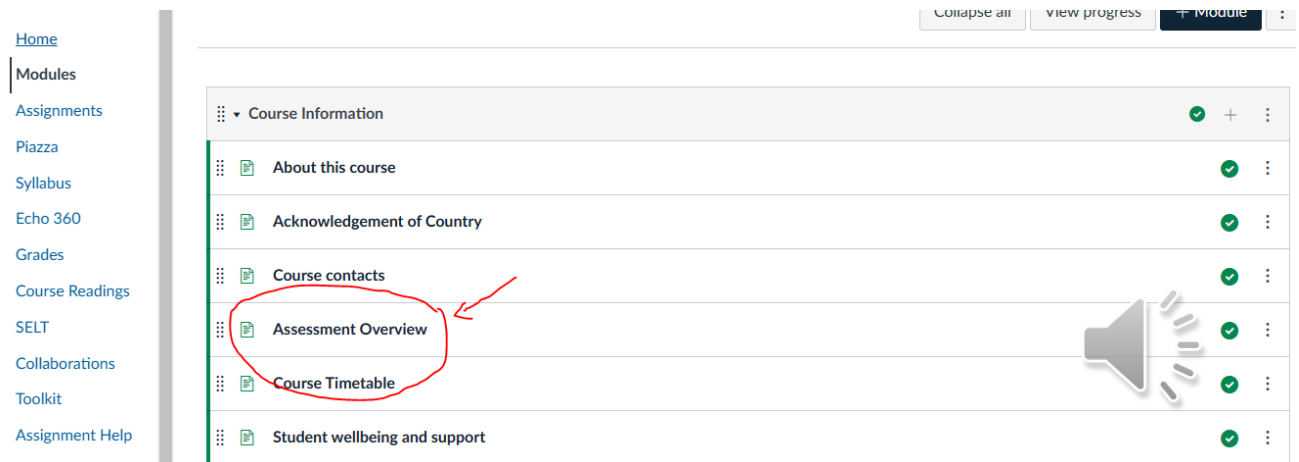 Collapse all View progress + Module
Home
Modules
Assignments
Piazza
Syllabus
Echo 360
Grades
Course Readings
SELT
Collaborations
Toolkit
Assignment Help
Course Information
About this course
Acknowledgement of Country
Course contacts
Assessment Overview
Course Timetable
Student wellbeing and support